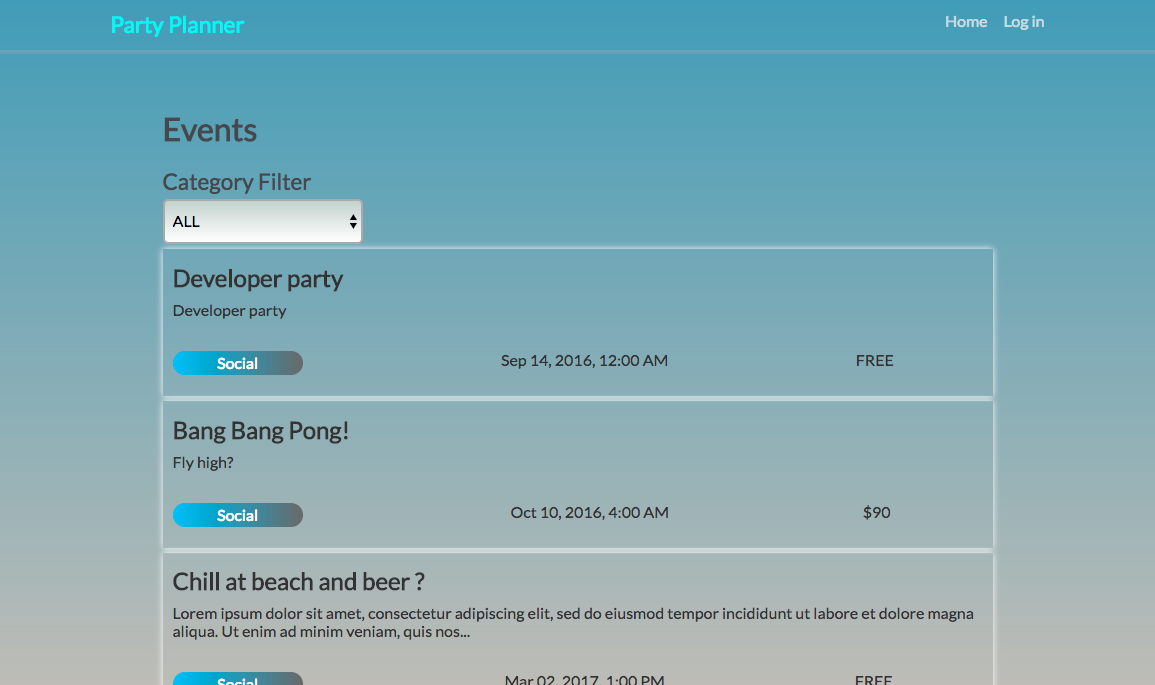 Party Planner
Home
Log in
Events
Category Filter
ALL
Developer party
Developer party
Social
Sep 14, 2016, 12:00 AM
FREE
Bang Bang Pong!
Fly high?
Social
Oct 10, 2016, 4:00 AM
$90
Chill at beach and beer ?
Lorem ipsum dolor sit amet, consectetur adipiscing elit, sed do eiusmod tempor incididunt ut labore et dolore magna
aliqua. Ut enim ad minim veniam, quis nos...
Social
Mar 02, 2017, 1:00 PM
FREE